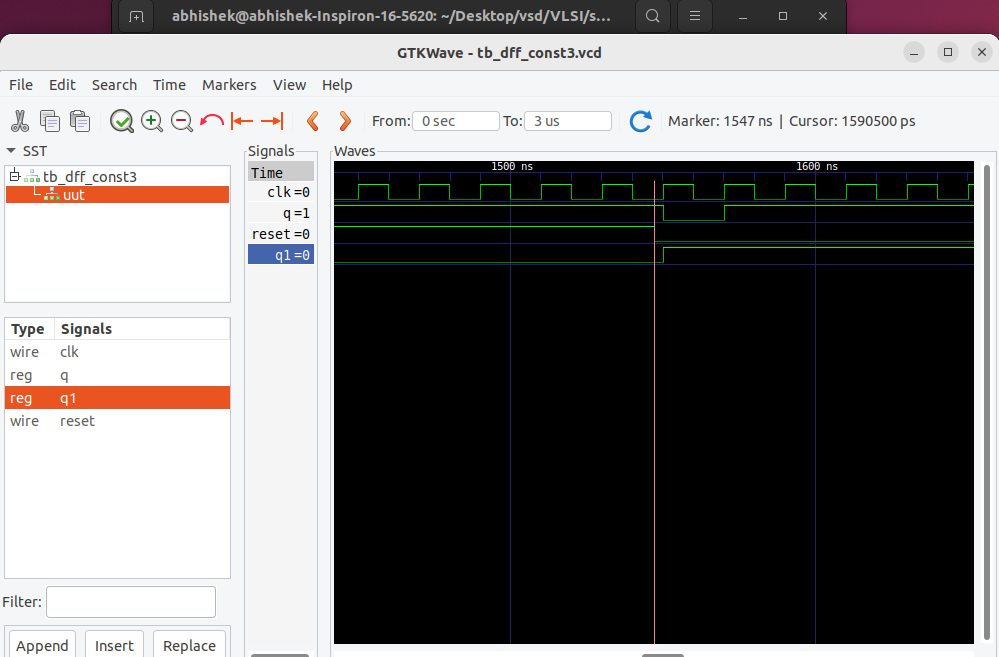 abhishek@abhishek-Inspiron-16-5620: ~/Desktop/vsd/VLSI/s...
GTKWave - tb_dff_const3.vcd
File Edit Search Time Markers View Help
From: 0 sec To: 3 us Marker: 1547 ns | Cursor: 1590500 ps
SST
tb_dff_const3
uut
Type Signals
wire clk
reg q
reg q1
wire reset
Filter:
Append Insert Replace
Signals
Time
clk=0
q=1
reset=0
q1=0
Waves
1500 ns 1600 ns